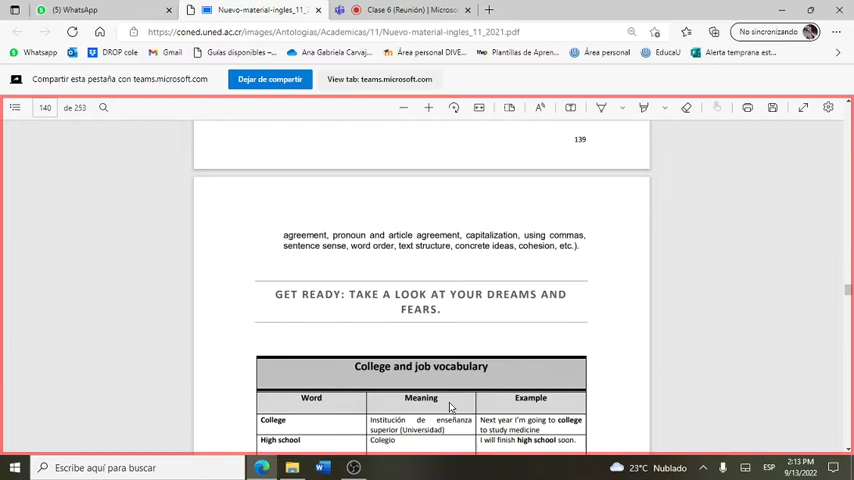 (5) WhatsApp
Nuevo-material-ingles_11_2
Clase 6 (Reunión) | Microsof
https://coned.uned.ac.cr/images/Antologias/Academicas/11/Nuevo-material-ingles_11_2021.pdf
No sincronizando
Whatsapp
DROP cole
Gmail
Guías disponibles –...
Ana Gabriela Carvaj...
Área personal DIVE...
Plantillas de Apren...
Área personal
EducaU
Alerta temprana est...
Compartir esta pestaña con teams.microsoft.com
Dejar de compartir
View tab: teams.microsoft.com
140
de 253
139
agreement, pronoun and article agreement, capitalization, using commas,
sentence sense, word order, text structure, concrete ideas, cohesion, etc.).
GET READY: TAKE A LOOK AT YOUR DREAMS AND
FEARS.
College and job vocabulary
Word Meaning Example
College
Institución de enseñanza
superior (Universidad)
Next year I'm going to college
to study medicine
High school
Colegio
I will finish high school soon.
Escribe aquí para buscar
23°C Nublado
ESP
2:13 PM
9/13/2022